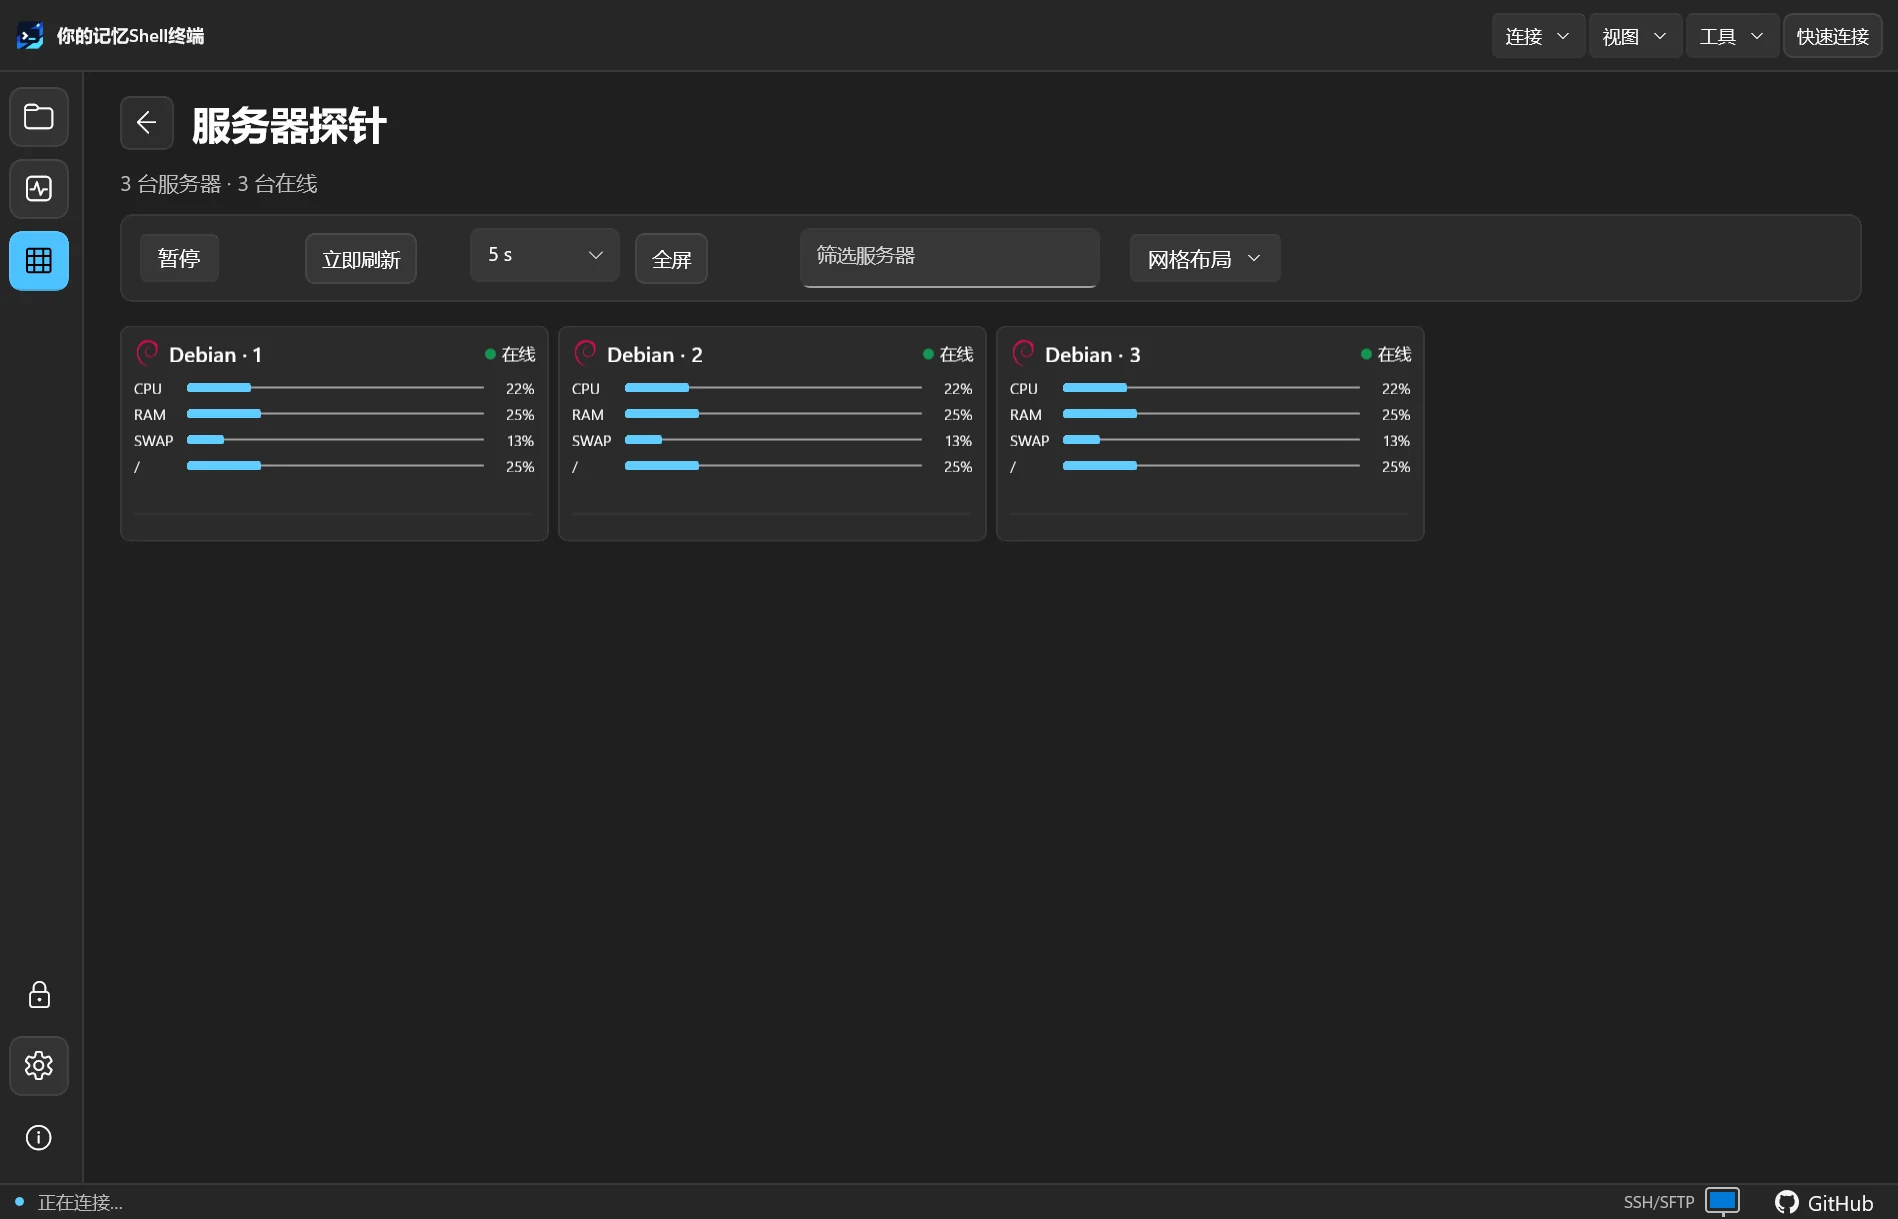 你的记忆Shell终端
连接 视图 工具 快速连接
服务器探针
3 台服务器 · 3 台在线
暂停 立即刷新 5 s 全屏 筛选服务器 网格布局
Debian · 1 在线
CPU 22%
RAM 25%
SWAP 13%
/ 25%
Debian · 2 在线
CPU 22%
RAM 25%
SWAP 13%
/ 25%
Debian · 3 在线
CPU 22%
RAM 25%
SWAP 13%
/ 25%
正在连接...
SSH/SFTP GitHub